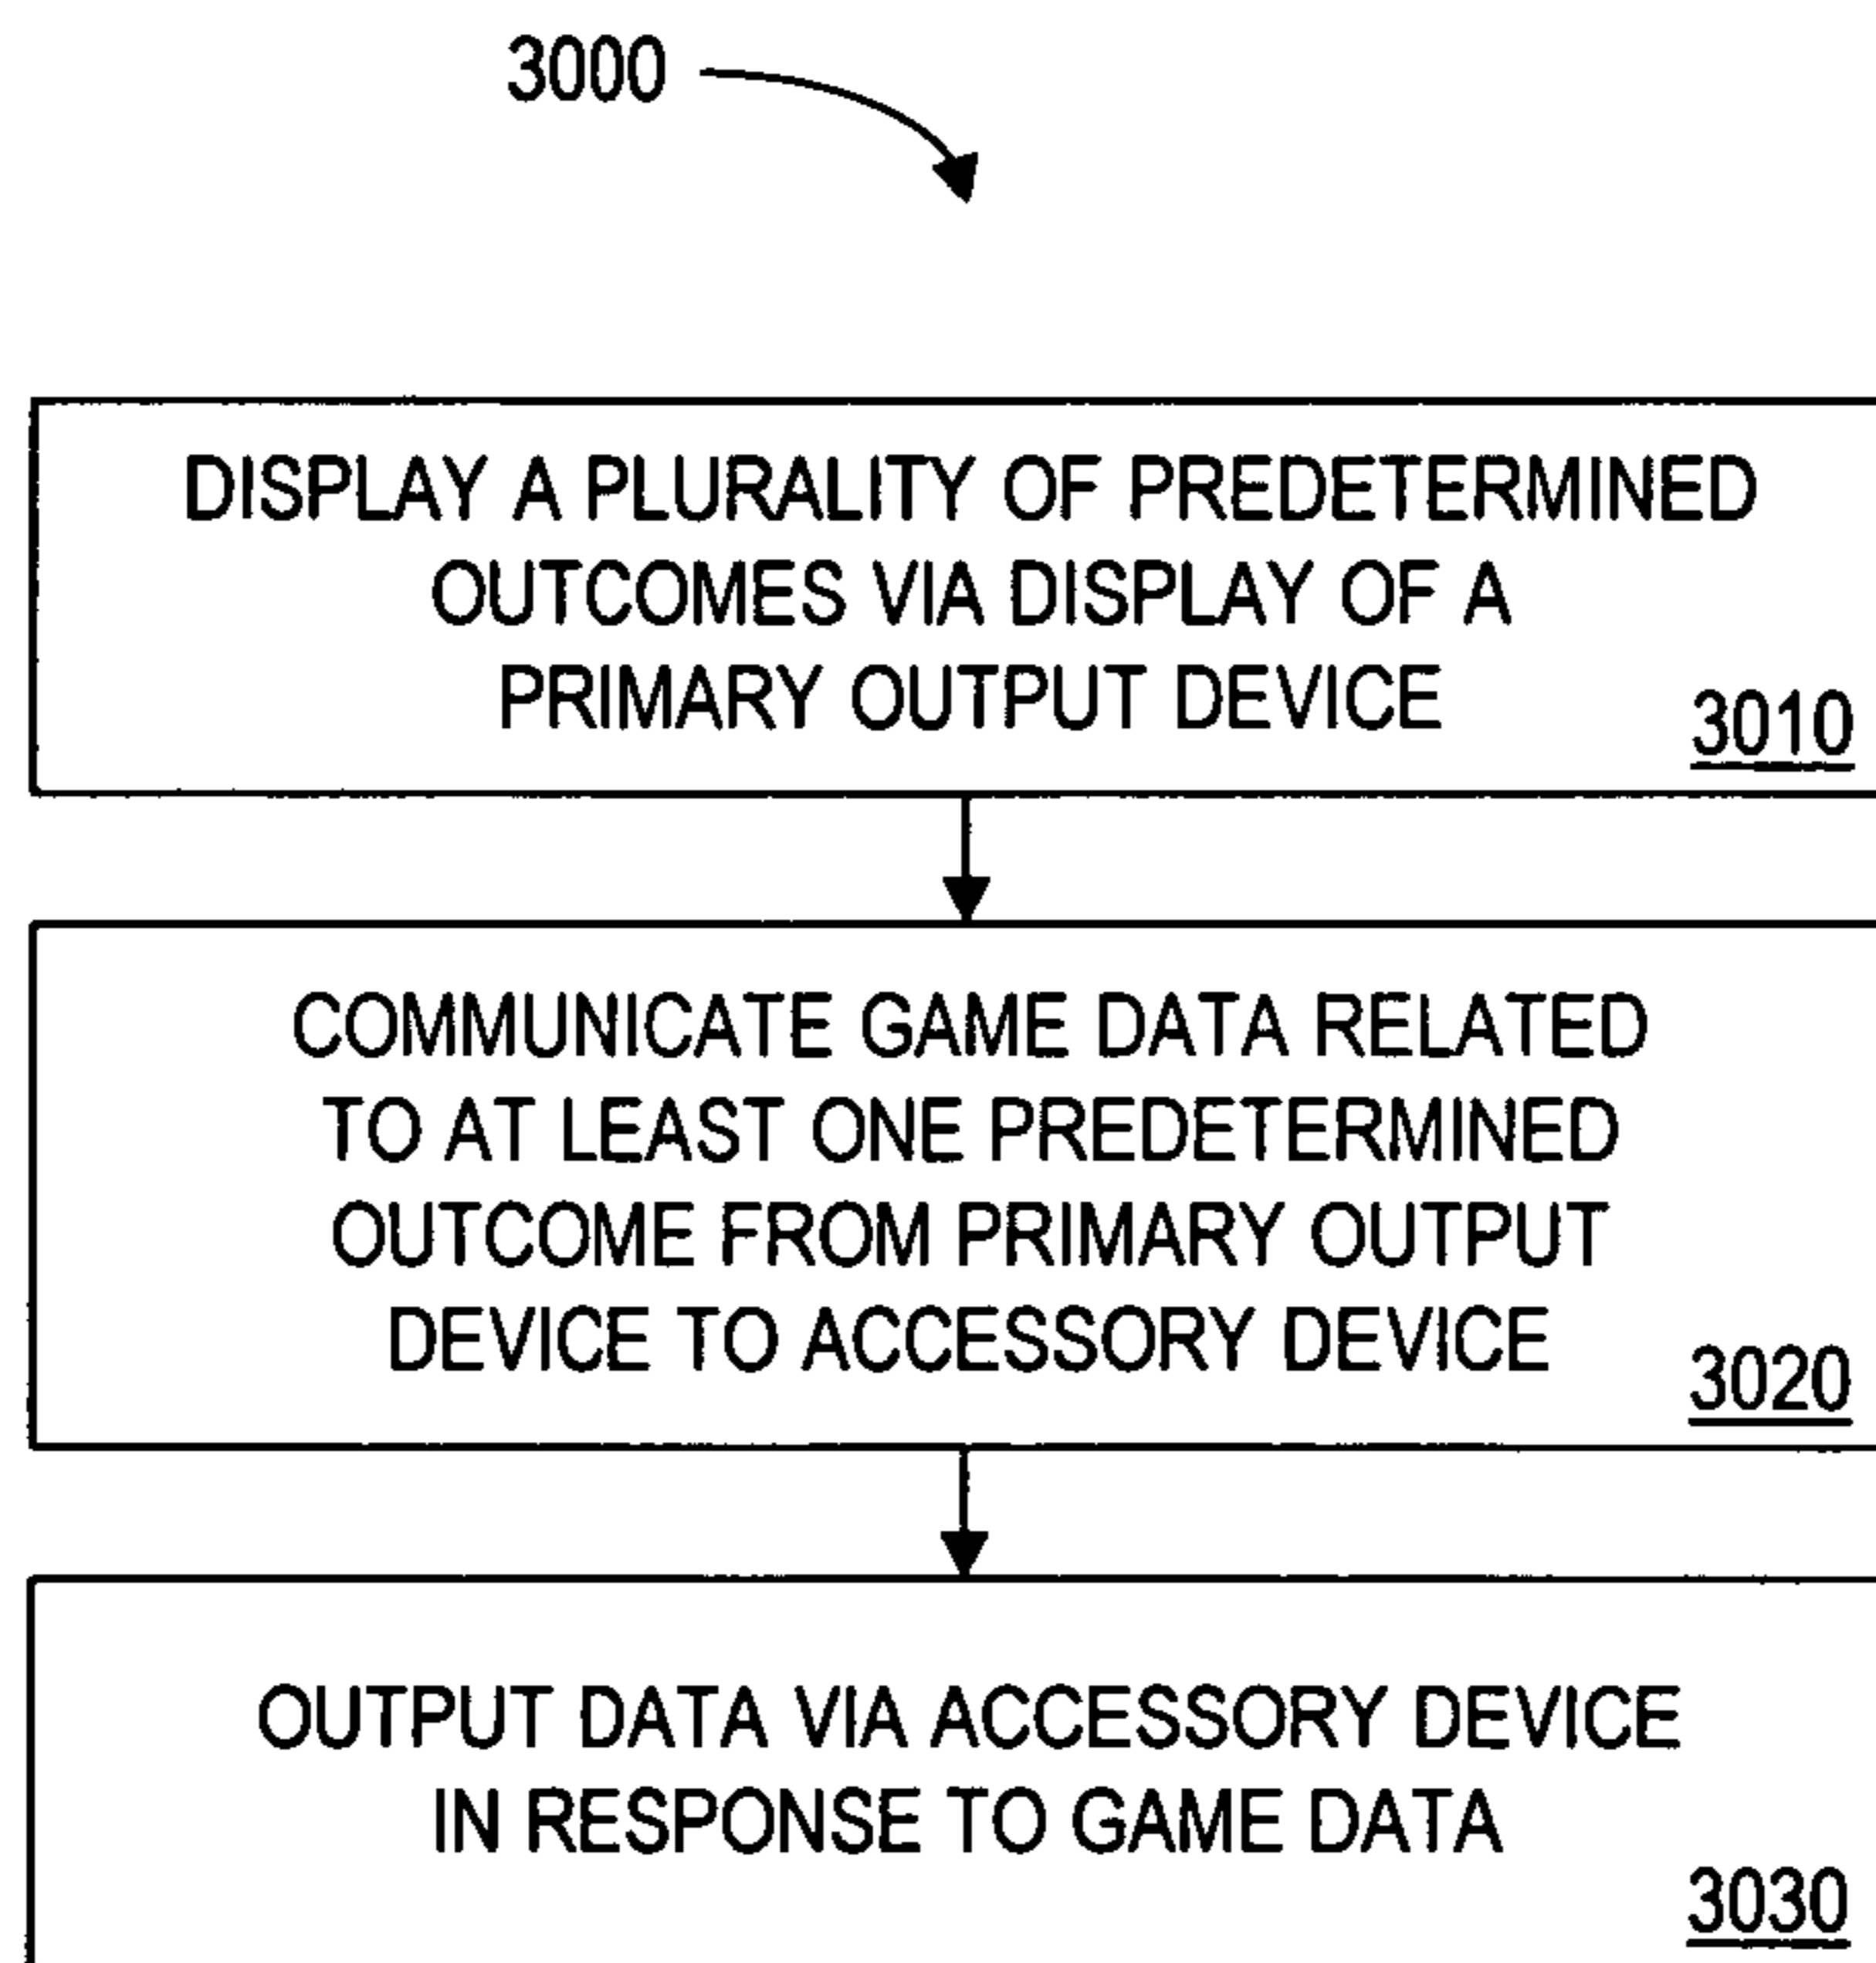 3000
DISPLAY A PLURALITY OF PREDETERMINED
OUTCOMES VIA DISPLAY OF A
PRIMARY OUTPUT DEVICE
3010
COMMUNICATE GAME DATA RELATED
TO AT LEAST ONE PREDETERMINED
OUTCOME FROM PRIMARY OUTPUT
DEVICE TO ACCESSORY DEVICE
3020
OUTPUT DATA VIA ACCESSORY DEVICE
IN RESPONSE TO GAME DATA
3030